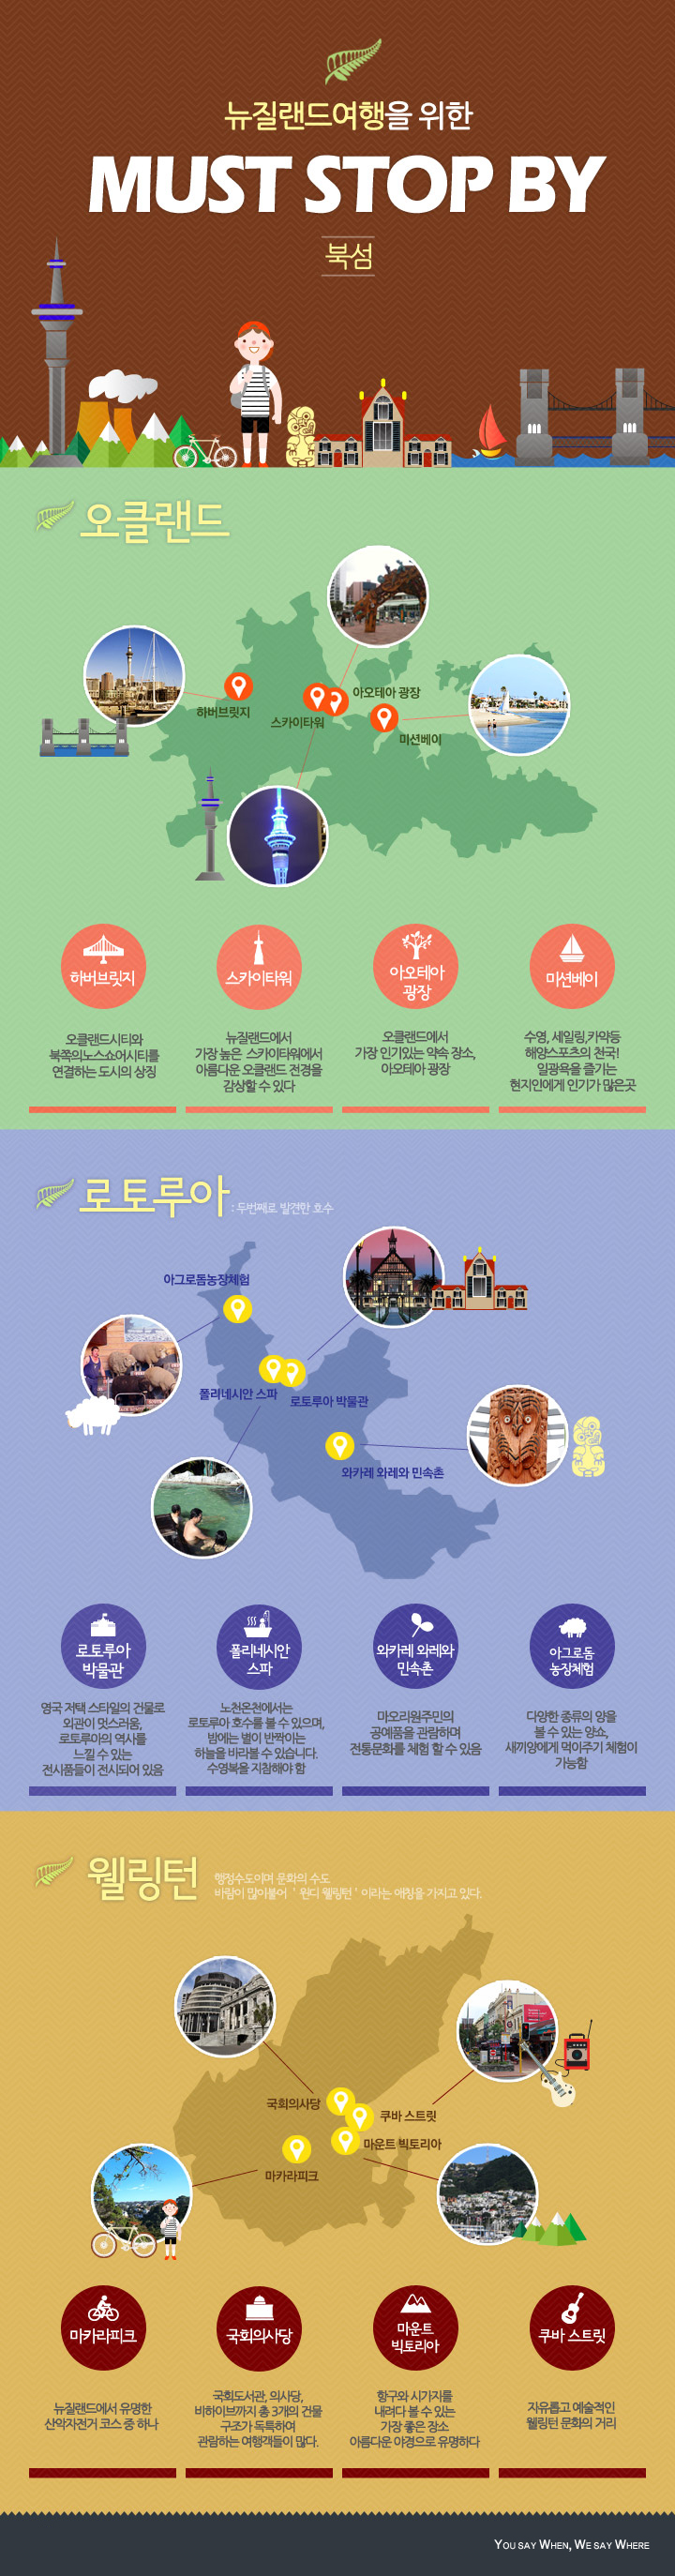 뉴질랜드여행을 위한
MUST STOP BY
북섬
오클랜드
하버브릿지
스카이타워
아오테아 광장
미션베이
하버브릿지
오클랜드시티와
북쪽의노스쇼어시티를
연결하는 도시의 상징
스카이타워
뉴질랜드에서
가장 높은 스카이타워에서
아름다운 오클랜드 전경을
감상할 수 있다
아오테아
광장
오클랜드에서
가장 인기있는 약속 장소,
아오테아 광장
미션베이
수영, 세일링,카약등
해양스포츠의 천국!
일광욕을 즐기는
현지인에게 인기가 많은곳
로토루아 : 두번째로 발견한 호수
아그로돔농장체험
폴리네시안 스파
로토루아 박물관
와카레 와레와 민속촌
로토루아
박물관
영국 저택 스타일의 건물로
외관이 멋스러움,
로토루아의 역사를
느낄 수 있는
전시품들이 전시되어 있음
폴리네시안
스파
노천온천에서는
로토루아 호수를 볼 수 있으며,
밤에는 별이 반짝이는
하늘을 바라볼 수 있습니다.
수영복을 지참해야 함
와카레 와레와
민속촌
마오리원주민의
공예품을 관람하며
전통문화를 체험 할 수 있음
아그로돔
농장체험
다양한 종류의 양을
볼 수 있는 양쇼,
새끼양에게 먹이주기 체험이
가능함
웰링턴
행정수도이며 문화의 수도
바람이 많이불어 ' 윈디 웰링턴 ' 이라는 애칭을 가지고 있다.
국회의사당
쿠바 스트릿
마운트 빅토리아
마카라피크
마카라피크
뉴질랜드에서 유명한
산악자전거 코스 중 하나
국회의사당
국회도서관, 의사당,
비하이브까지 총 3개의 건물
구조가 독특하여
관람하는 여행객들이 많다.
마운트
빅토리아
항구와 시가지를
내려다 볼 수 있는
가장 좋은 장소
아름다운 야경으로 유명하다
쿠바 스트릿
자유롭고 예술적인
웰링턴 문화의 거리
YOU SAY WHEN, WE SAY WHERE